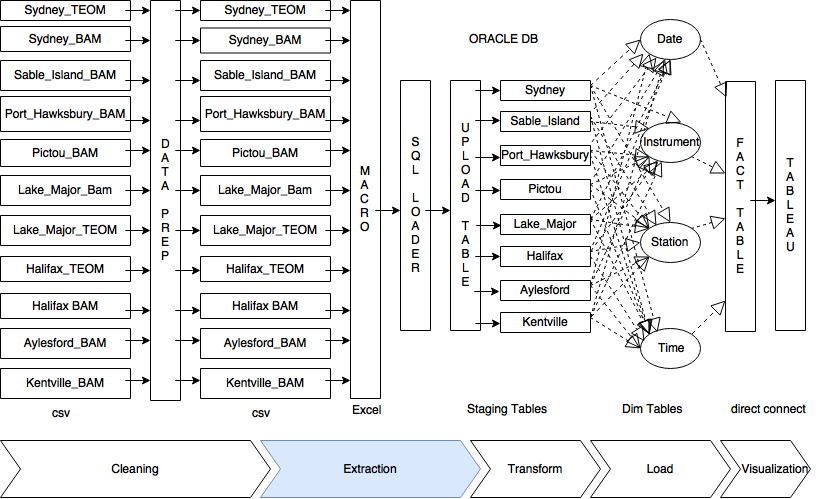 Sydney_TEOM
Sydney_BAM
Sable_Island_BAM
Port_Hawksbury_BAM
Pictou_BAM
Lake_Major_Bam
Lake_Major_TEOM
Halifax_TEOM
Halifax BAM
Aylesford_BAM
Kentville_BAM
csv
DATA PREP
Sydney_TEOM
Sydney_BAM
Sable_Island_BAM
Port_Hawksbury_BAM
Pictou_BAM
Lake_Major_Bam
Lake_Major_TEOM
Halifax_TEOM
Halifax BAM
Aylesford_BAM
Kentville_BAM
csv
MACRO
Excel
SQL LOADER
ORACLE DB
UPLOAD TABLE
Sydney
Sable_Island
Port_Hawksbury
Pictou
Lake_Major
Halifax
Aylesford
Kentville
Staging Tables
Date
Instrument
Station
Time
Dim Tables
FACT TABLE
TABLEAU
direct connect
Cleaning
Extraction
Transform
Load
Visualization